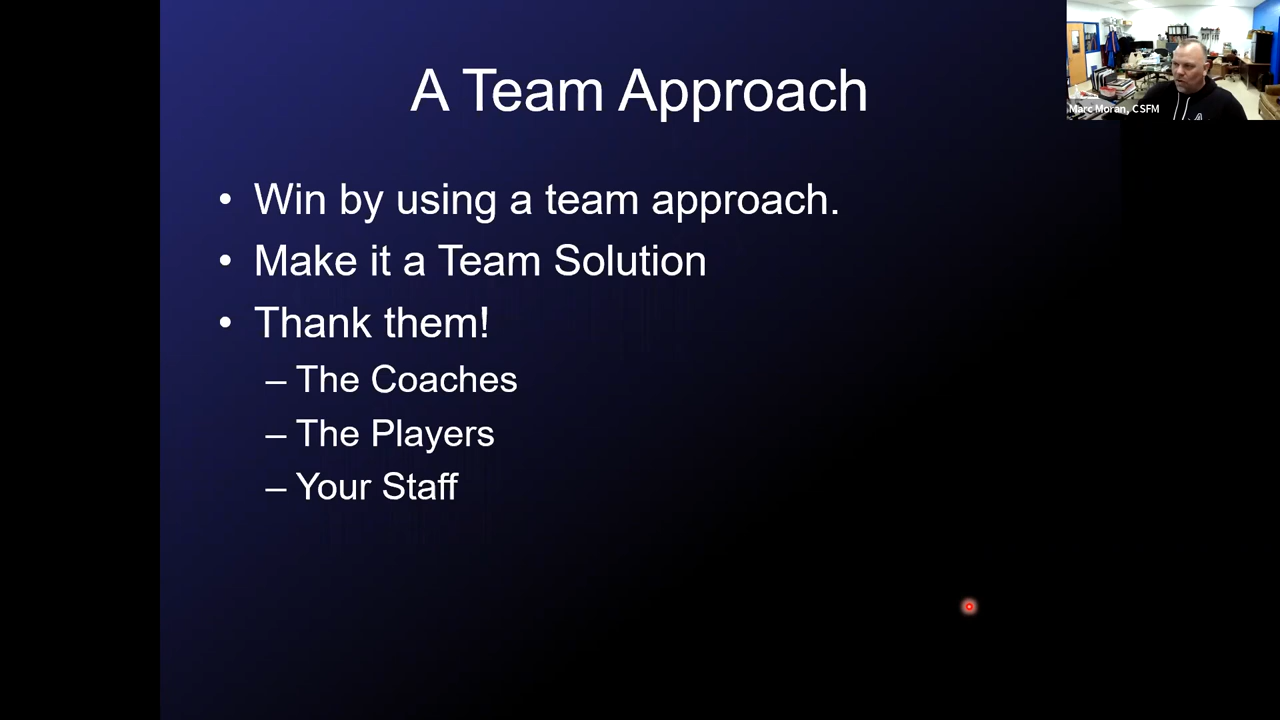 A Team Approach
Marc Moran, CSFM
• Win by using a team approach.
• Make it a Team Solution
• Thank them!
– The Coaches
– The Players
– Your Staff